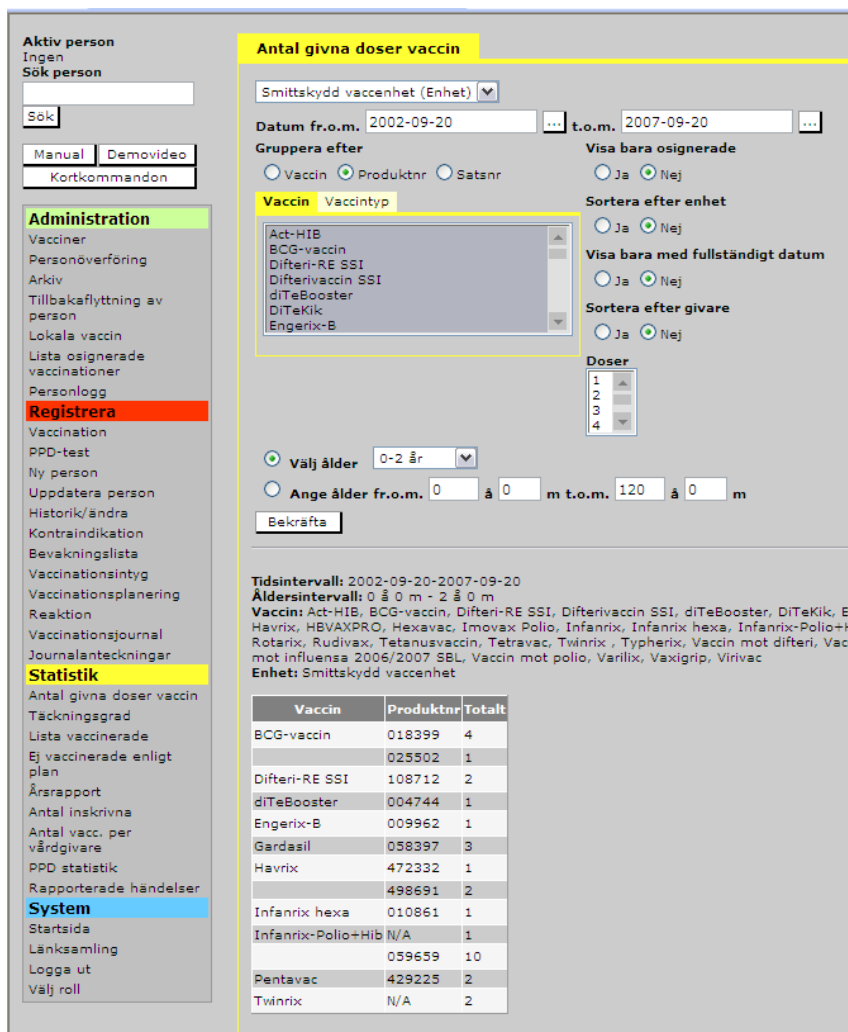 Aktiv person
Ingen
Sök person
Sök
Manual Demovideo
Kortkommandon
Administration
Vacciner
Personöverföring
Arkiv
Tillbakaflyttning av
person
Lokala vaccin
Lista osignerade
vaccinationer
Personlogg
Registrera
Vaccination
PPD-test
Ny person
Uppdatera person
Historik/ändra
Kontraindikation
Bevakningslista
Vaccinationsintyg
Vaccinationsplanering
Reaktion
Vaccinationsjournal
Journalanteckningar
Statistik
Antal givna doser vaccin
Täckningsgrad
Lista vaccinerade
Ej vaccinerade enligt
plan
Årsrapport
Antal inskrivna
Antal vacc. per
vårdgivare
PPD statistik
Rapporterade händelser
System
Startsida
Länksamling
Logga ut
Välj roll
Antal givna doser vaccin
Smittskydd vaccenhet (Enhet)
Datum fr.o.m. 2002-09-20 ... t.o.m. 2007-09-20 ...
Gruppera efter
Vaccin Produktnr Satsnr
Vaccin Vaccintyp
Act-HIB
BCG-vaccin
Difteri-RE SSI
Difterivaccin SSI
diTeBooster
DiTeKik
Engerix-B
Visa bara osignerade
Ja Nej
Sortera efter enhet
Ja Nej
Visa bara med fullständigt datum
Ja Nej
Sortera efter givare
Ja Nej
Doser
1
2
3
4
Välj ålder 0-2 år
Ange ålder fr.o.m. 0 å 0 m t.o.m. 120 å 0 m
Bekräfta
Tidsintervall: 2002-09-20-2007-09-20
Åldersintervall: 0 å 0 m - 2 å 0 m
Vaccin: Act-HIB, BCG-vaccin, Difteri-RE SSI, Difterivaccin SSI, diTeBooster, DiTeKik, E
Havrix, HBVAXPRO, Hexavac, Imovax Polio, Infanrix, Infanrix hexa, Infanrix-Polio+H
Rotarix, Rudivax, Tetanusvaccin, Tetravac, Twinrix , Typherix, Vaccin mot difteri, Vac
mot influensa 2006/2007 SBL, Vaccin mot polio, Varilix, Vaxigrip, Virivac
Enhet: Smittskydd vaccenhet
Vaccin Produktnr Totalt
BCG-vaccin 018399 4
025502 1
Difteri-RE SSI 108712 2
diTeBooster 004744 1
Engerix-B 009962 1
Gardasil 058397 3
Havrix 472332 1
498691 2
Infanrix hexa 010861 1
Infanrix-Polio+Hib N/A 1
059659 10
Pentavac 429225 2
Twinrix N/A 2